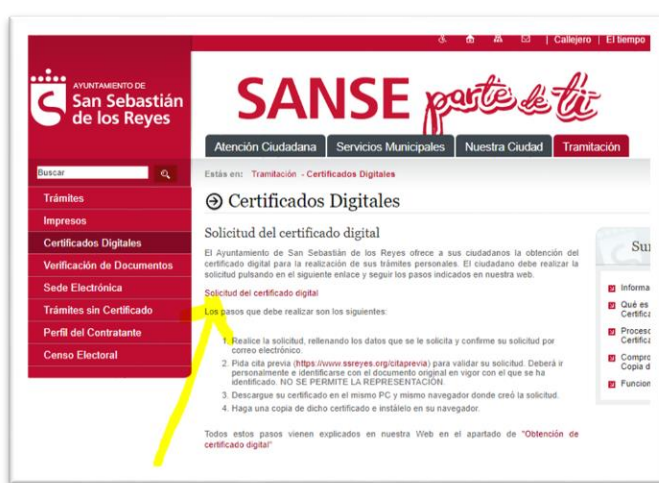 | Callejero | El tiempo
AYUNTAMIENTO DE
San Sebastián
de los Reyes
SANSE parte de ti
Atención Ciudadana Servicios Municipales Nuestra Ciudad Tramitación
Buscar
Estás en: Tramitación - Certificados Digitales
Trámites
Impresos
Certificados Digitales
Verificación de Documentos
Sede Electrónica
Trámites sin Certificado
Perfil del Contratante
Censo Electoral
Certificados Digitales
Solicitud del certificado digital
El Ayuntamiento de San Sebastián de los Reyes ofrece a sus ciudadanos la obtención del
certificado digital para la realización de sus trámites personales. El ciudadano debe realizar la
solicitud pulsando en el siguiente enlace y seguir los pasos indicados en nuestra web.
Solicitud del certificado digital
Los pasos que debe realizar son los siguientes:
1. Realice la solicitud, rellenando los datos que se le solicita y confirme su solicitud por
correo electrónico.
2. Pida cita previa (https://www.ssreyes.org/citaprevia) para validar su solicitud. Deberá ir
personalmente e identificarse con el documento original en vigor con el que se ha
identificado. NO SE PERMITE LA REPRESENTACIÓN.
3. Descargue su certificado en el mismo PC y mismo navegador donde creó la solicitud.
4. Haga una copia de dicho certificado e instálelo en su navegador.
Todos estos pasos vienen explicados en nuestra Web en el apartado de "Obtención de
certificado digital"
Su
Informa
Qué es
Certifica
Proceso
Certifica
Compro
Copia d
Funcion